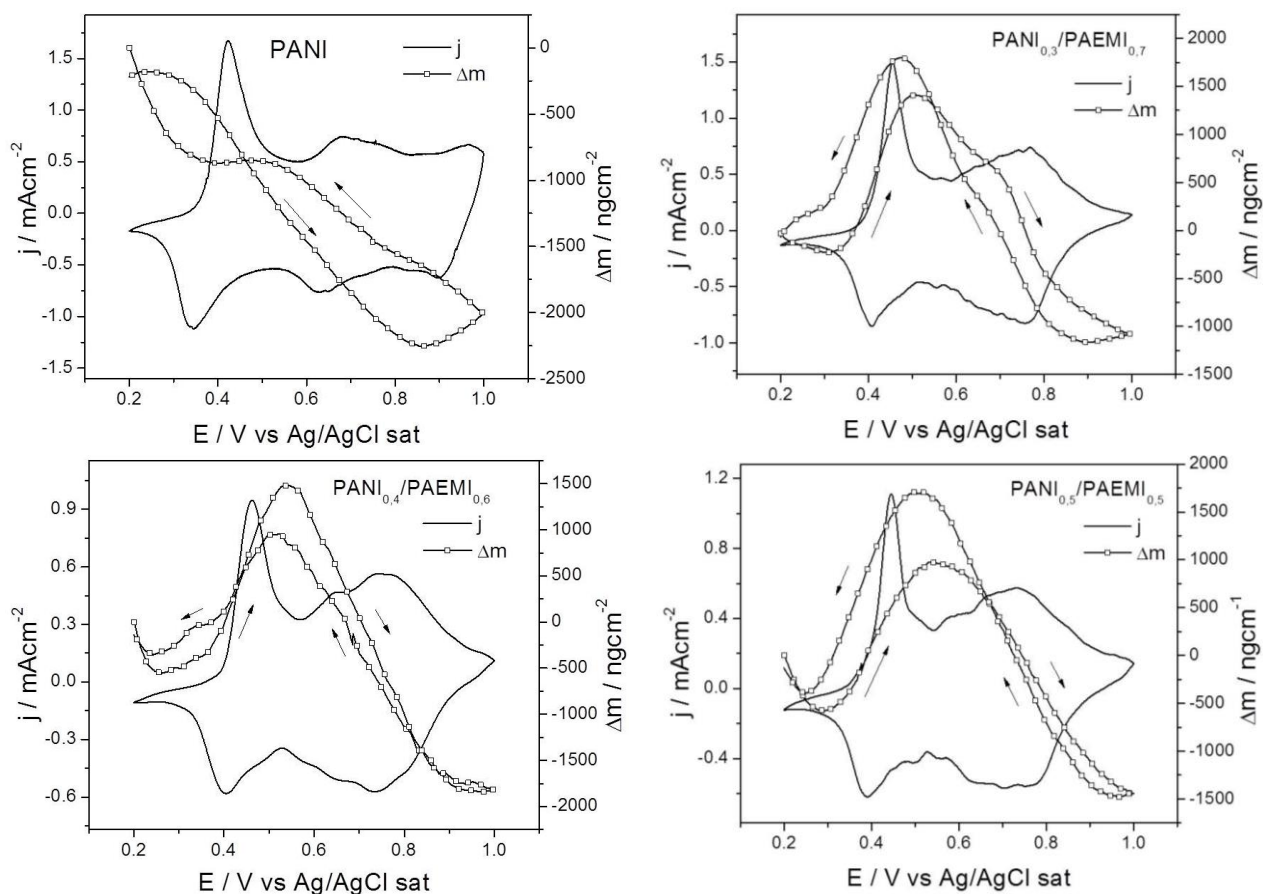 PANI
j
Δm
1.5
1.0
0.5
0.0
-0.5
-1.0
-1.5
j / mAcm⁻²
0
-500
-1000
-1500
-2000
-2500
Δm / ngcm⁻²
0.2 0.4 0.6 0.8 1.0
E / V vs Ag/AgCl sat
PANI₀,₃/PAEMI₀,₇
j
Δm
1.5
1.0
0.5
0.0
-0.5
-1.0
j / mAcm⁻²
2000
1500
1000
500
0
-500
-1000
-1500
Δm / ngcm⁻²
0.2 0.4 0.6 0.8 1.0
E / V vs Ag/AgCl sat
PANI₀,₄/PAEMI₀,₆
j
Δm
0.9
0.6
0.3
0.0
-0.3
-0.6
j / mAcm⁻²
1500
1000
500
0
-500
-1000
-1500
-2000
Δm / ngcm⁻²
0.2 0.4 0.6 0.8 1.0
E / V vs Ag/AgCl sat
PANI₀,₅/PAEMI₀,₅
j
Δm
1.2
0.8
0.4
0.0
-0.4
j / mAcm⁻²
2000
1500
1000
500
0
-500
-1000
-1500
Δm / ngcm⁻¹
0.2 0.4 0.6 0.8 1.0
E / V vs Ag/AgCl sat